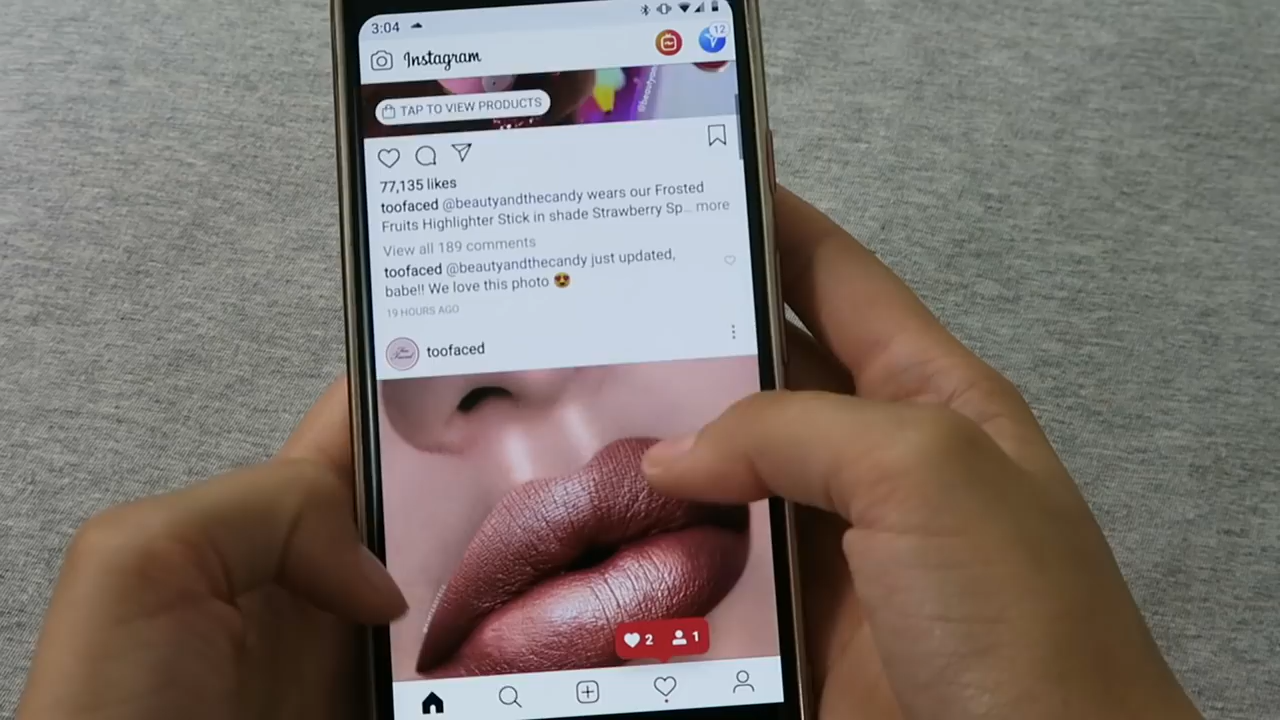 3:04
Instagram
12
TAP TO VIEW PRODUCTS
77,135 likes
toofaced @beautyandthecandy wears our Frosted
Fruits Highlighter Stick in shade Strawberry Sp... more
View all 189 comments
toofaced @beautyandthecandy just updated,
babe!! We love this photo 😍
19 HOURS AGO
toofaced
2 1